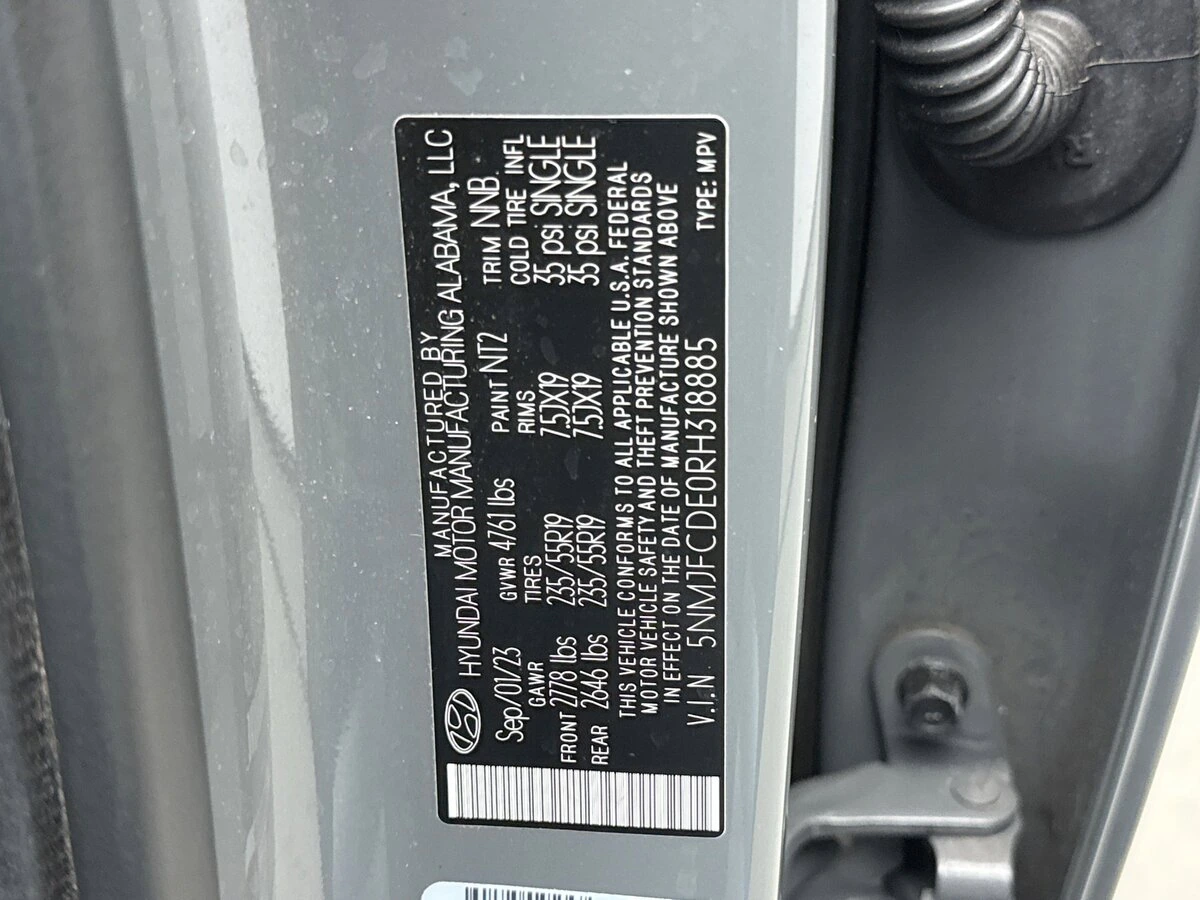 MANUFACTURED BY
HYUNDAI MOTOR MANUFACTURING ALABAMA, LLC
Sep/01/23 GVWR 4761 lbs PAINT NT2 TRIM NNB
GAWR TIRES RIMS COLD TIRE INFL
FRONT 2778 lbs 235/55R19 7.5JX19 35 psi SINGLE
REAR 2646 lbs 235/55R19 7.5JX19 35 psi SINGLE
THIS VEHICLE CONFORMS TO ALL APPLICABLE U.S.A. FEDERAL
MOTOR VEHICLE SAFETY AND THEFT PREVENTION STANDARDS
IN EFFECT ON THE DATE OF MANUFACTURE SHOWN ABOVE
V.I.N 5NMJFCDE0RH318885 TYPE: MPV